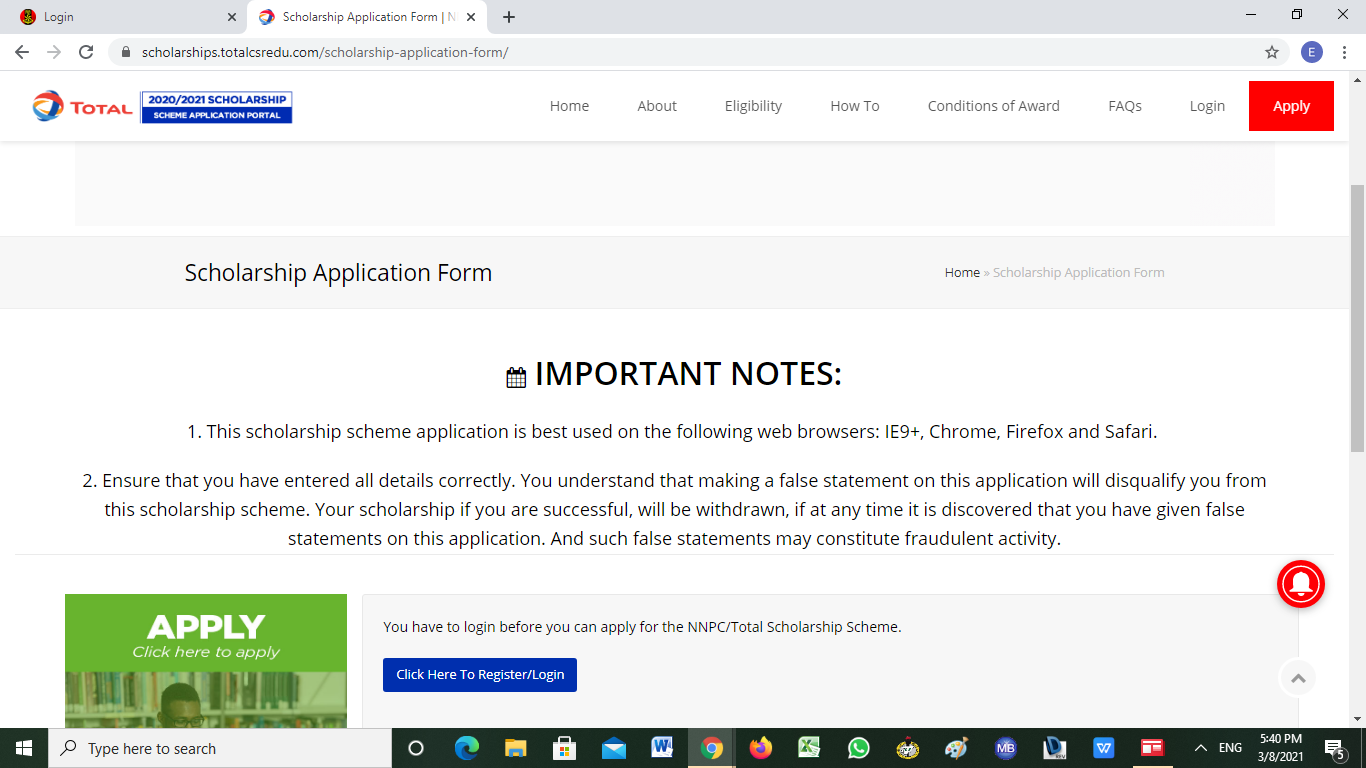 Login
Scholarship Application Form | N
scholarships.totalcsredu.com/scholarship-application-form/
E
TOTAL
2020/2021 SCHOLARSHIP
SCHEME APPLICATION PORTAL
Home About Eligibility How To Conditions of Award FAQs Login Apply
Scholarship Application Form
Home » Scholarship Application Form
IMPORTANT NOTES:
1. This scholarship scheme application is best used on the following web browsers: IE9+, Chrome, Firefox and Safari.
2. Ensure that you have entered all details correctly. You understand that making a false statement on this application will disqualify you from
this scholarship scheme. Your scholarship if you are successful, will be withdrawn, if at any time it is discovered that you have given false
statements on this application. And such false statements may constitute fraudulent activity.
APPLY
Click here to apply
You have to login before you can apply for the NNPC/Total Scholarship Scheme.
Click Here To Register/Login
Type here to search
MB
ENG
5:40 PM
3/8/2021
5